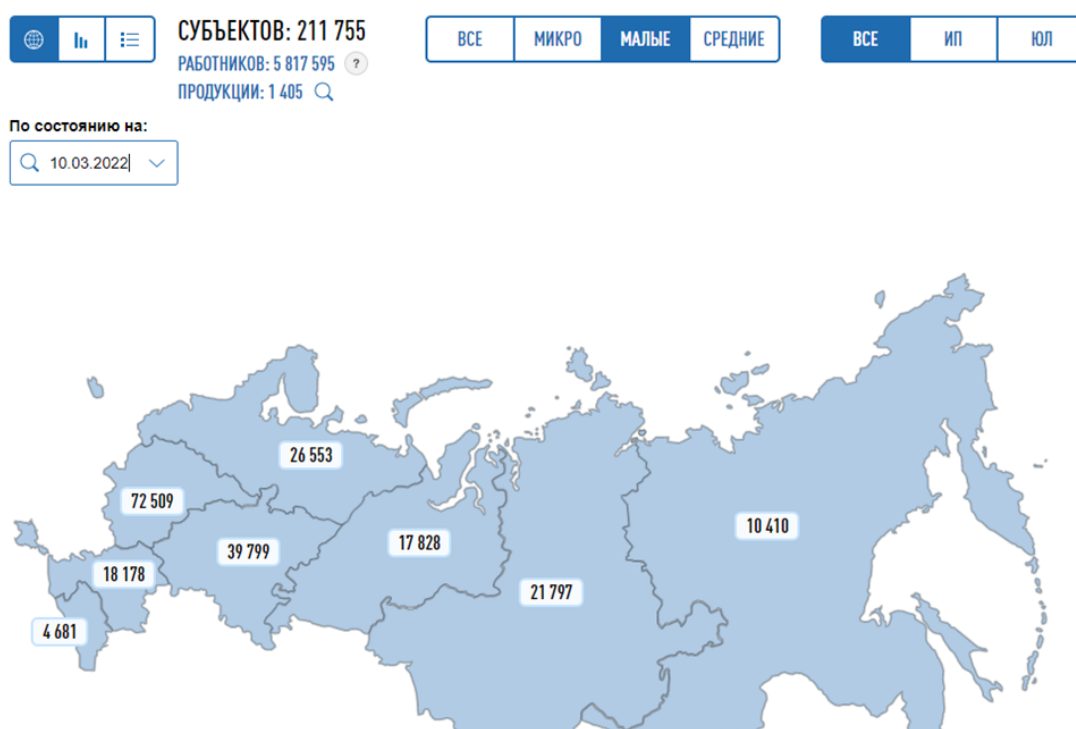 СУБЪЕКТОВ: 211 755
РАБОТНИКОВ: 5 817 595 ?
ПРОДУКЦИИ: 1 405
ВСЕ МИКРО МАЛЫЕ СРЕДНИЕ
ВСЕ ИП ЮЛ
По состоянию на:
10.03.2022
26 553
72 509
10 410
17 828
39 799
18 178
21 797
4 681